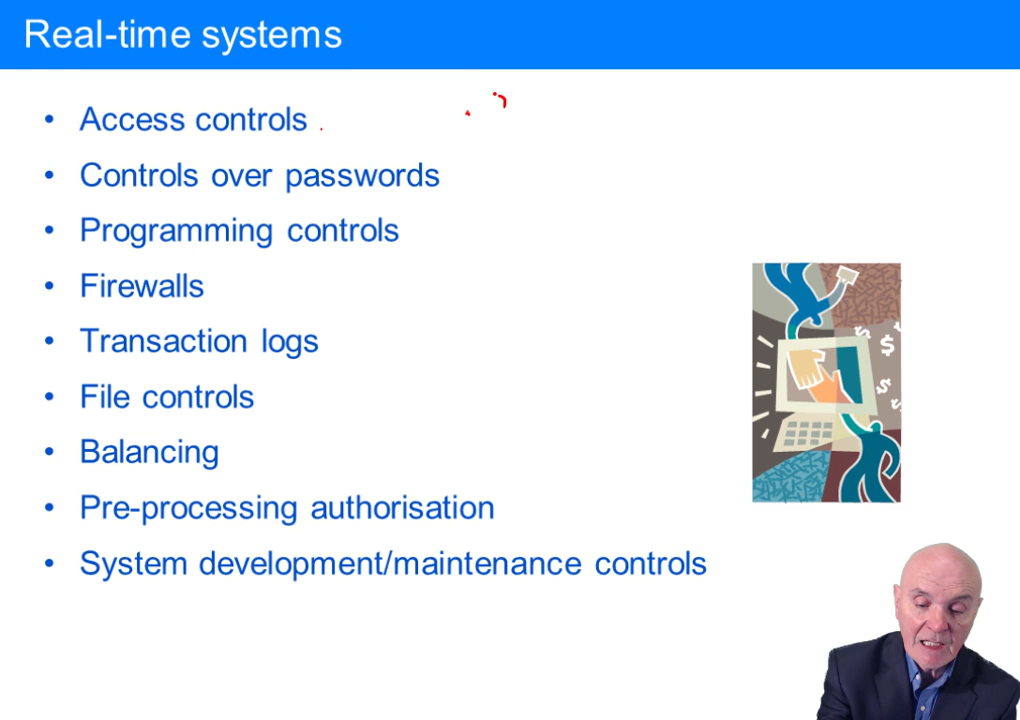 Real-time systems
• Access controls
• Controls over passwords
• Programming controls
• Firewalls
• Transaction logs
• File controls
• Balancing
• Pre-processing authorisation
• System development/maintenance controls
$